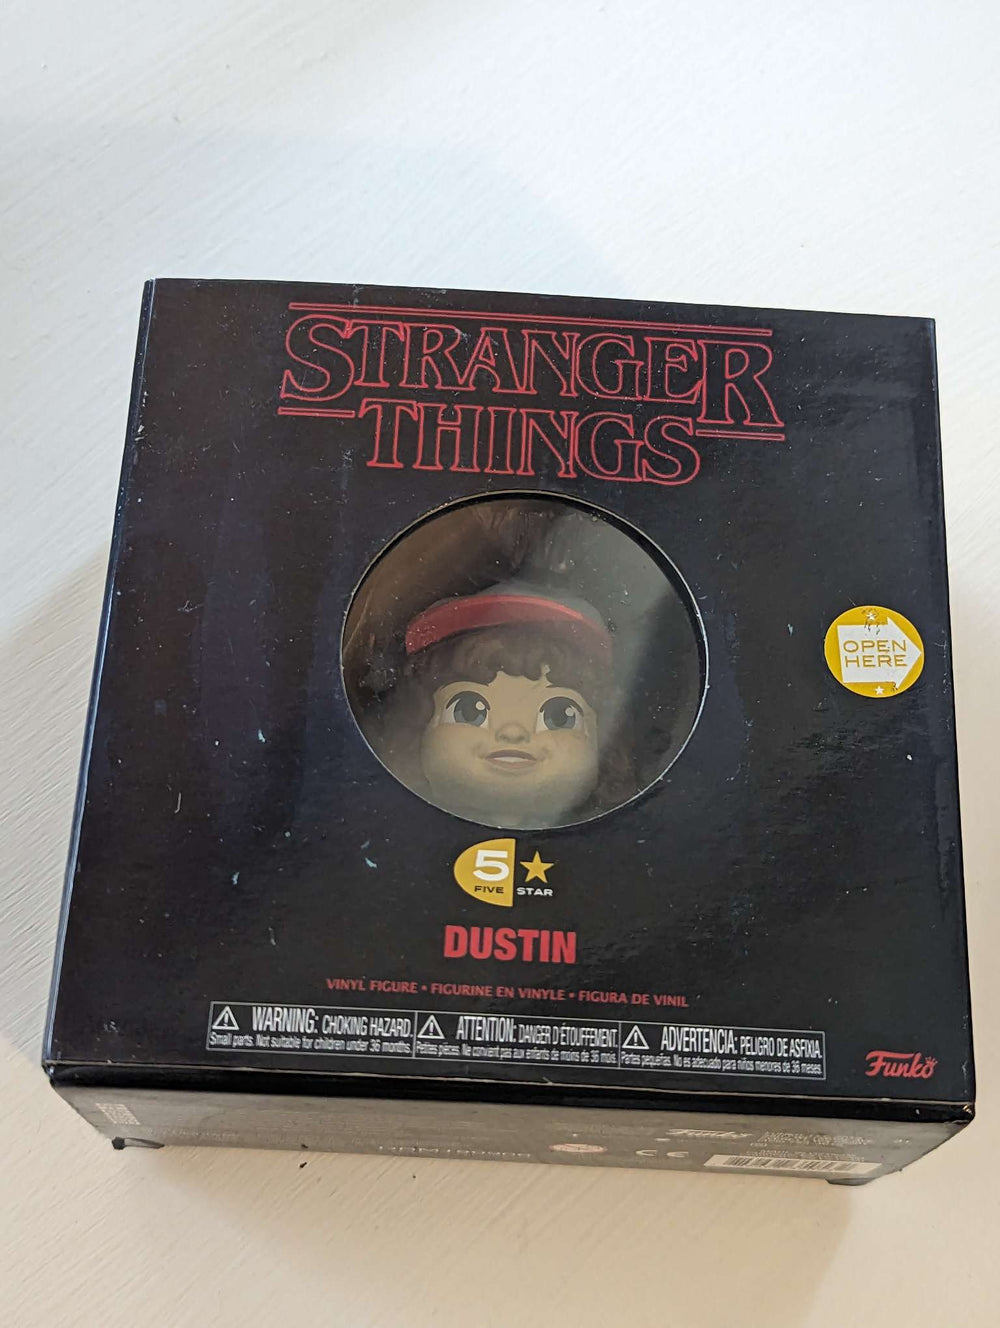 STRANGER
THINGS
OPEN
HERE
5
FIVE STAR
DUSTIN
VINYL FIGURE • FIGURINE EN VINYLE • FIGURA DE VINIL
WARNING: CHOKING HAZARD.
Small parts. Not suitable for children under 36 months.
ATTENTION: DANGER D'ÉTOUFFEMENT.
Petites pièces. Ne convient pas aux enfants de moins de 36 mois.
ADVERTENCIA: PELIGRO DE ASFIXIA.
Partes pequeñas. No es adecuado para niños menores de 36 meses.
Funko
Funko
CE